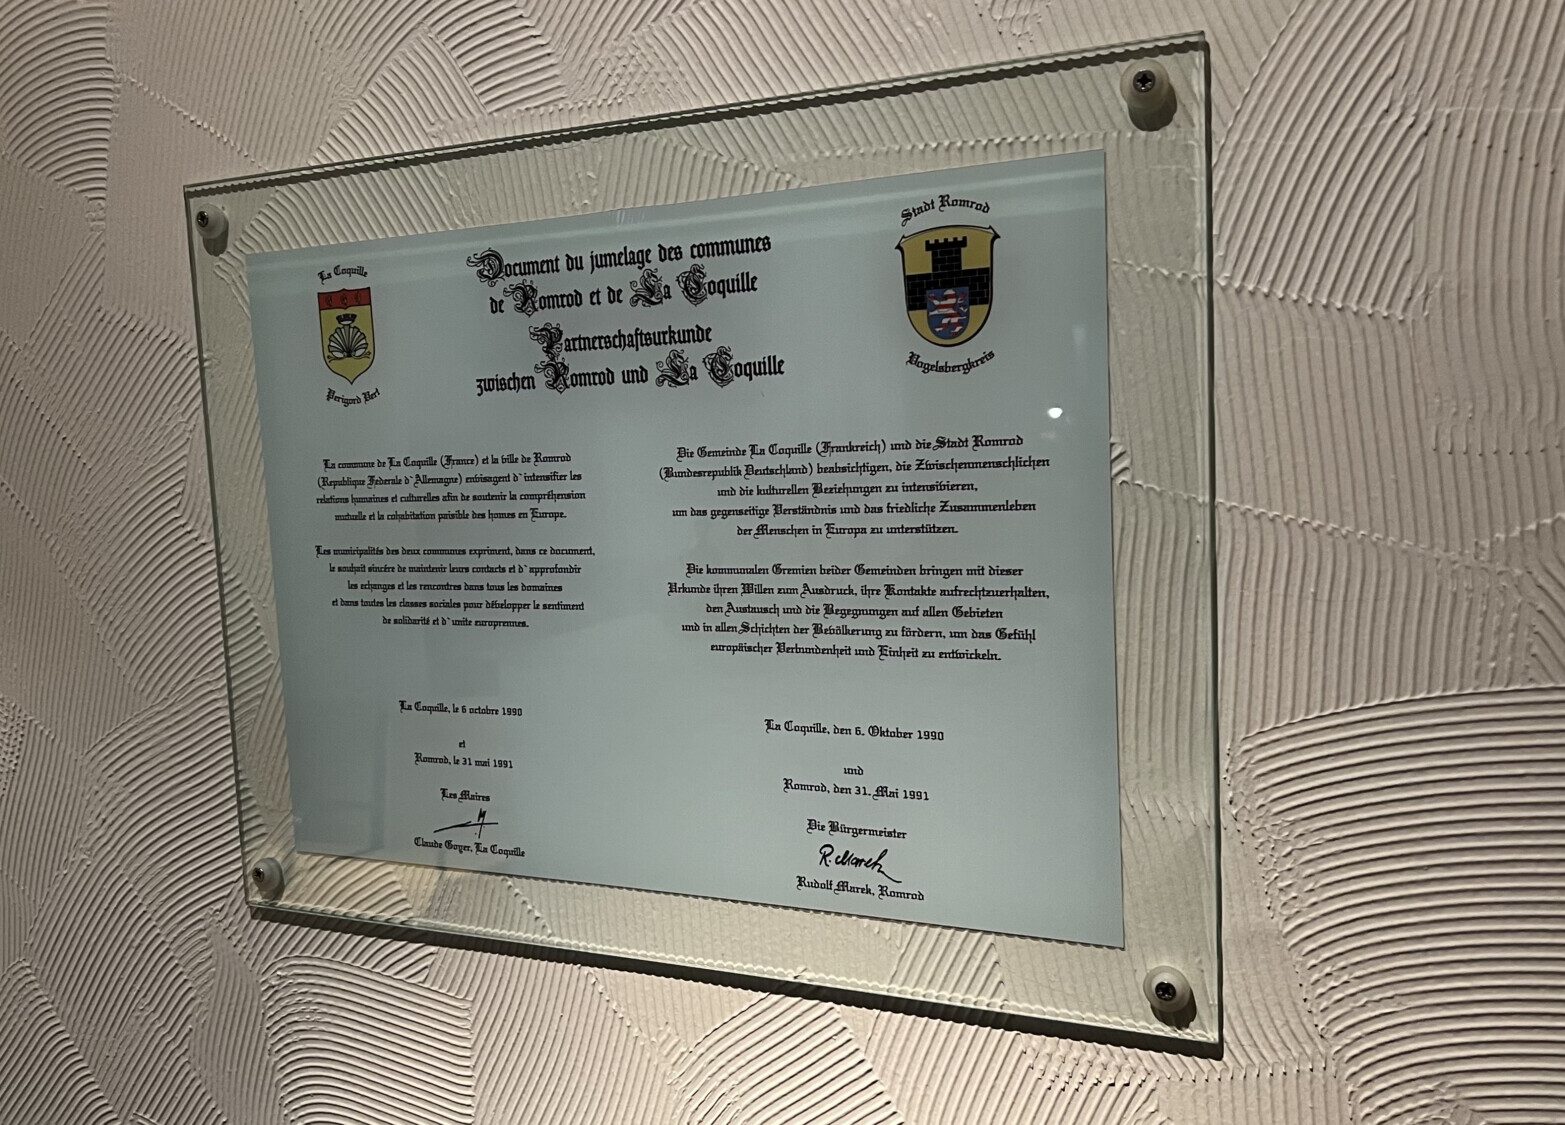 La Coquille
Perigord Vert
Document du jumelage des communes
de Romrod et de La Coquille
Partnerschaftsurkunde
zwischen Romrod und La Coquille
Stadt Romrod
Vogelsbergkreis
La commune de La Coquille (France) et la ville de Romrod
(Republique Federale d`Allemagne) envisagent d`intensifier les
relations humaines et culturelles afin de soutenir la compréhension
mutuelle et la cohabitation paisible des homes en Europe.
Les municipalités des deux communes expriment, dans ce document,
le souhait sincére de maintenir leurs contacts et d`approfondir
les echanges et les rencontres dans tous les domaines
et dans toutes les classes sociales pour développer le sentiment
de solidarité et d`unite europrennes.
La Coquille, le 6 octobre 1990
et
Romrod, le 31 mai 1991
Les Maires
Claude Goyer, La Coquille
Die Gemeinde La Coquille (Frankreich) und die Stadt Romrod
(Bundesrepublik Deutschland) beabsichtigen, die Zwischenmenschlichen
und die kulturellen Beziehungen zu intensivieren,
um das gegenseitige Verständnis und das friedliche Zusammenleben
der Menschen in Europa zu unterstützen.
Die kommunalen Gremien beider Gemeinden bringen mit dieser
Urkunde ihren Willen zum Ausdruck, ihre Kontakte aufrechtzuerhalten,
den Austausch und die Begegnungen auf allen Gebieten
und in allen Schichten der Bevölkerung zu fördern, um das Gefühl
europäischer Verbundenheit und Einheit zu entwickeln.
La Coquille, den 6. Oktober 1990
und
Romrod, den 31. Mai 1991
Die Bürgermeister
R. Marek
Rudolf Marek, Romrod